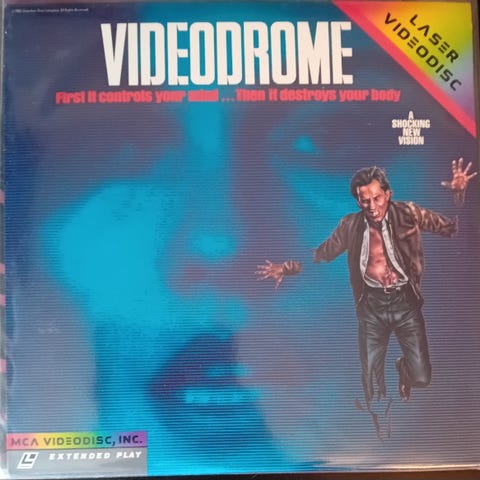 VIDEODROME
First it controls your mind ...Then it destroys your body
LASER
VIDEODISC
A
SHOCKING
NEW
VISION
MCA VIDEODISC, INC.
EXTENDED PLAY